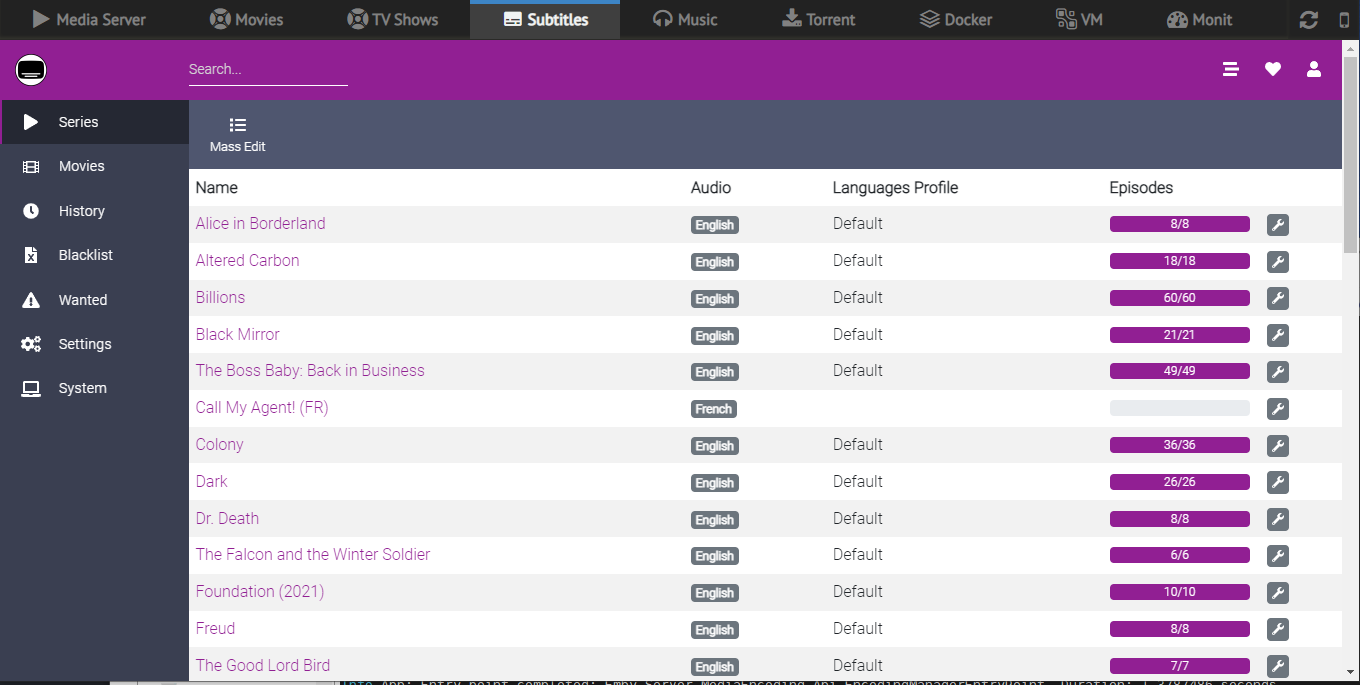 Media Server Movies TV Shows Subtitles Music Torrent Docker VM Monit
Search...
Series
Movies
History
Blacklist
Wanted
Settings
System
Mass Edit
Name Audio Languages Profile Episodes
Alice in Borderland English Default 8/8
Altered Carbon English Default 18/18
Billions English Default 60/60
Black Mirror English Default 21/21
The Boss Baby: Back in Business English Default 49/49
Call My Agent! (FR) French
Colony English Default 36/36
Dark English Default 26/26
Dr. Death English Default 8/8
The Falcon and the Winter Soldier English Default 6/6
Foundation (2021) English Default 10/10
Freud English Default 8/8
The Good Lord Bird English Default 7/7